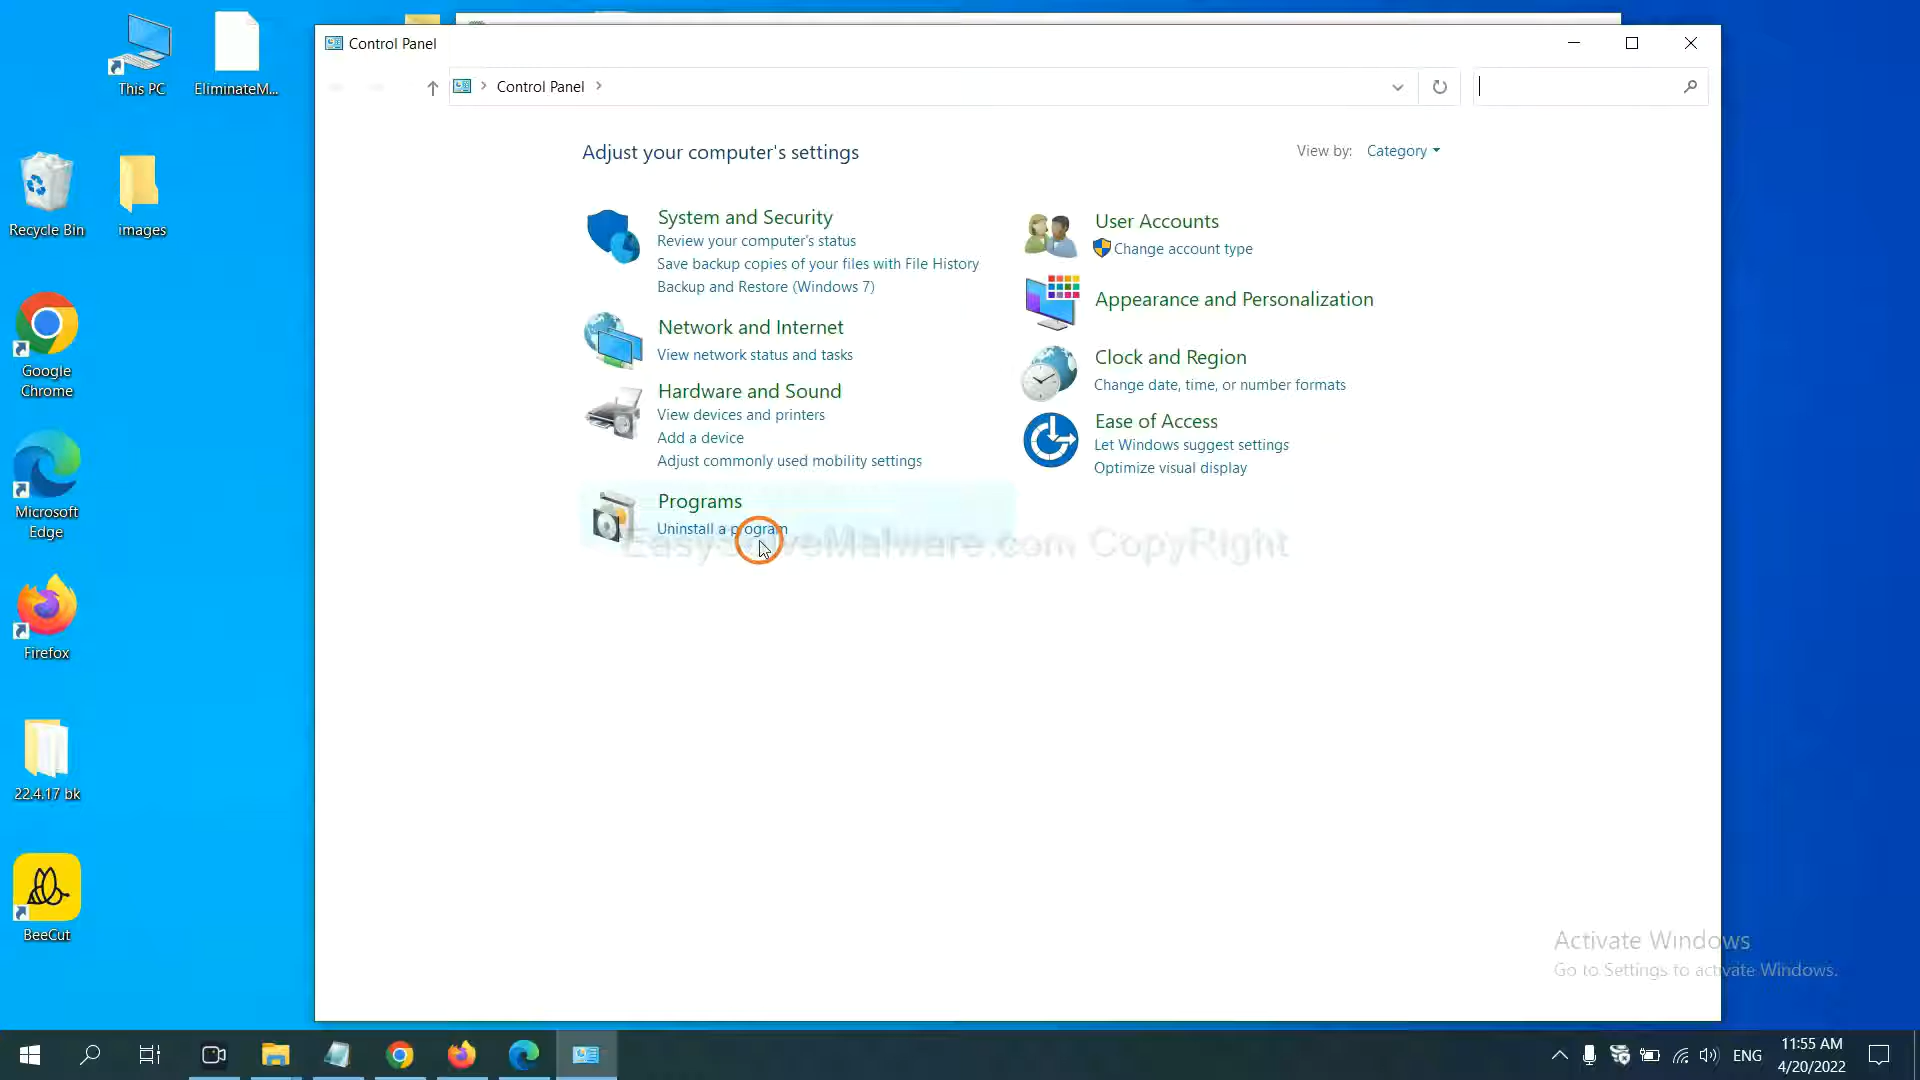 This PC
EliminateM...
Recycle Bin
images
Google
Chrome
Microsoft
Edge
Firefox
22.4.17 bk
BeeCut
Control Panel
Control Panel
Adjust your computer's settings
View by: Category
System and Security
Review your computer's status
Save backup copies of your files with File History
Backup and Restore (Windows 7)
Network and Internet
View network status and tasks
Hardware and Sound
View devices and printers
Add a device
Adjust commonly used mobility settings
Programs
Uninstall a program
User Accounts
Change account type
Appearance and Personalization
Clock and Region
Change date, time, or number formats
Ease of Access
Let Windows suggest settings
Optimize visual display
EasySolveMalware.com CopyRight
Activate Windows
Go to Settings to activate Windows.
ENG
11:55 AM
4/20/2022